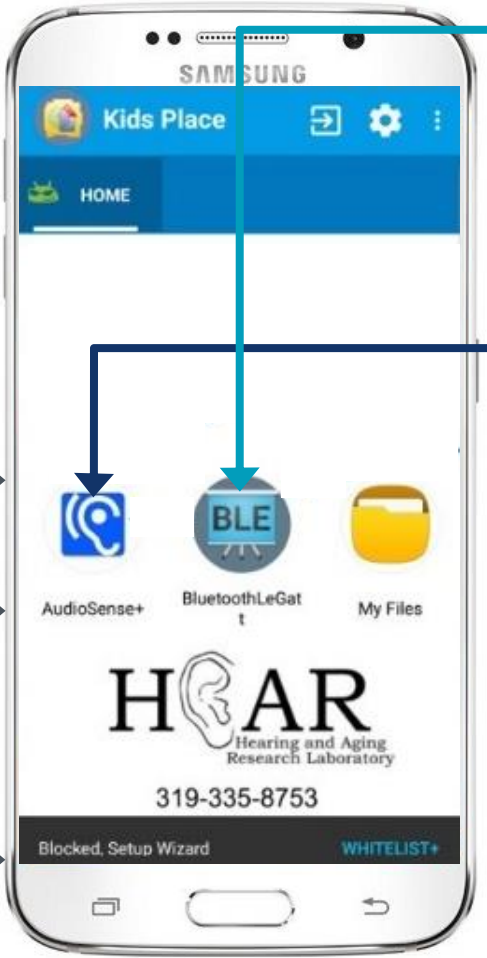 SAMSUNG
Kids Place
HOME
BLE
AudioSense+
BluetoothLeGat
t
My Files
HEAR
Hearing and Aging
Research Laboratory
319-335-8753
Blocked, Setup Wizard
WHITELIST+